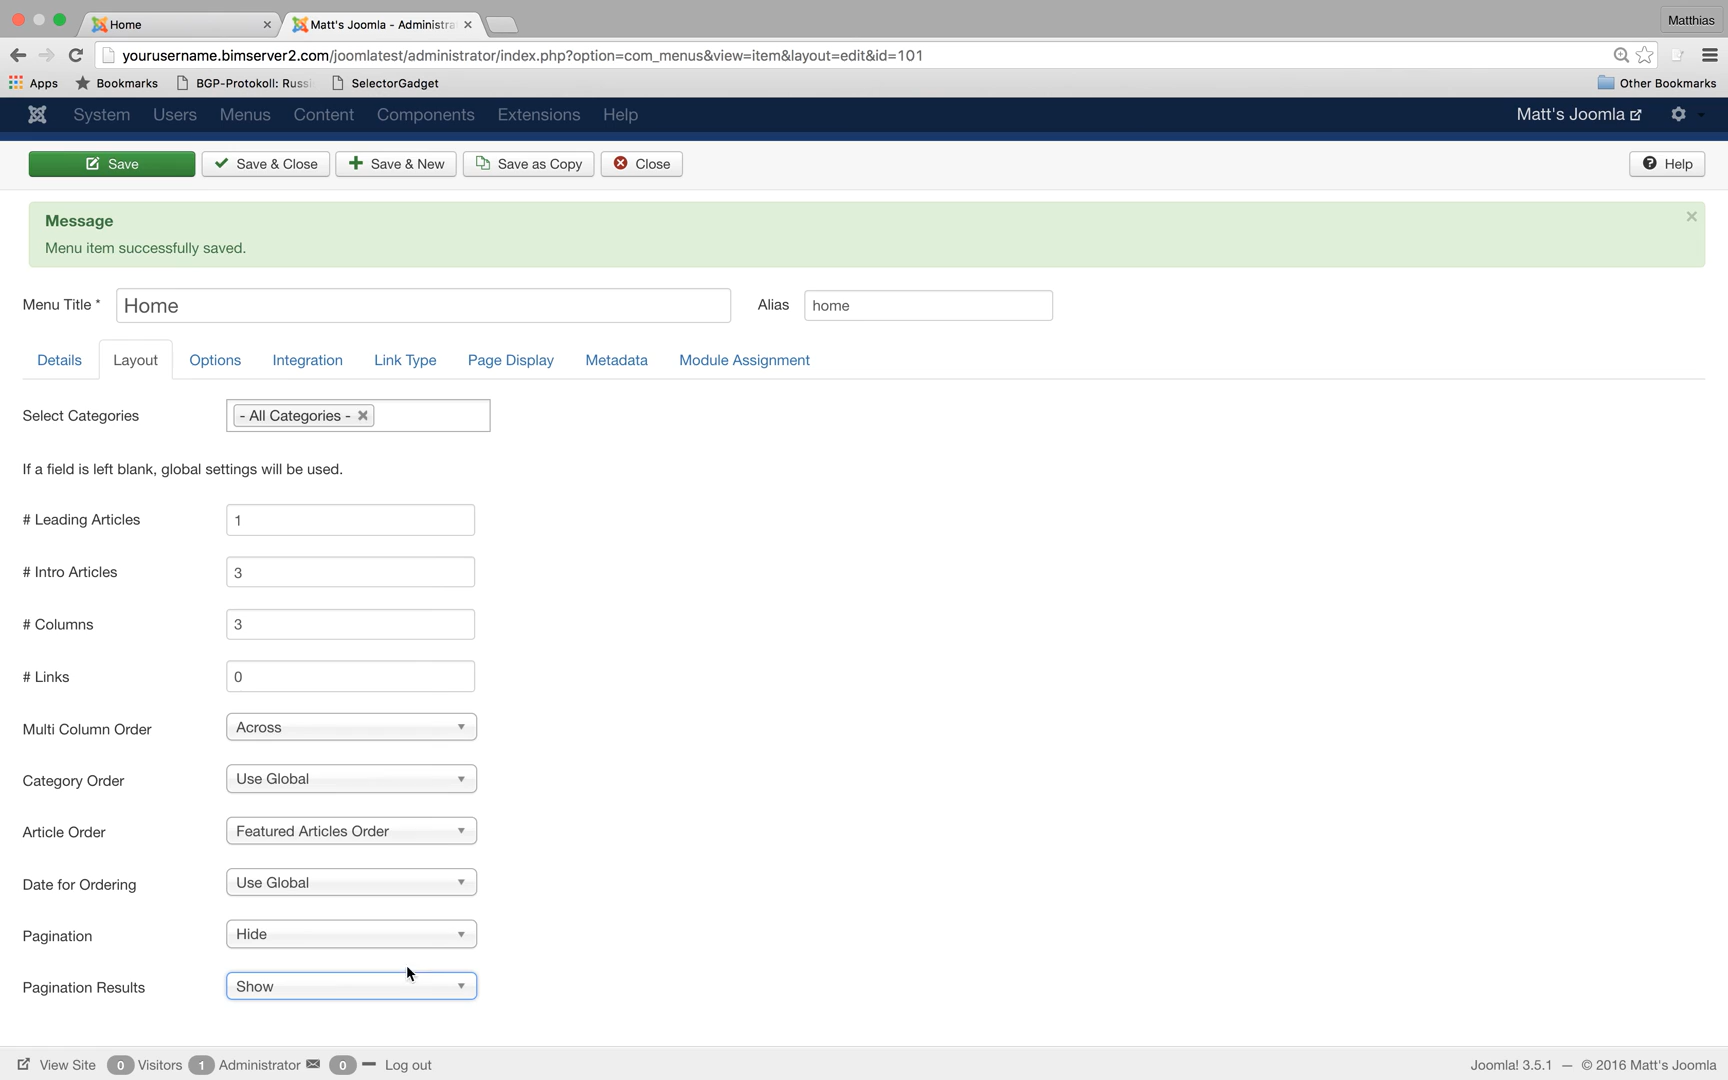 Home
Matt's Joomla - Administra
Matthias
yourusername.bimserver2.com/joomlatest/administrator/index.php?option=com_menus&view=item&layout=edit&id=101
Apps Bookmarks BGP-Protokoll: Russi SelectorGadget Other Bookmarks
System Users Menus Content Components Extensions Help Matt's Joomla
Save Save & Close Save & New Save as Copy Close Help
Message
Menu item successfully saved.
Menu Title * Home Alias home
Details Layout Options Integration Link Type Page Display Metadata Module Assignment
Select Categories - All Categories -
If a field is left blank, global settings will be used.
# Leading Articles 1
# Intro Articles 3
# Columns 3
# Links 0
Multi Column Order Across
Category Order Use Global
Article Order Featured Articles Order
Date for Ordering Use Global
Pagination Hide
Pagination Results Show
View Site 0 Visitors 1 Administrator 0 Log out Joomla! 3.5.1 — © 2016 Matt's Joomla